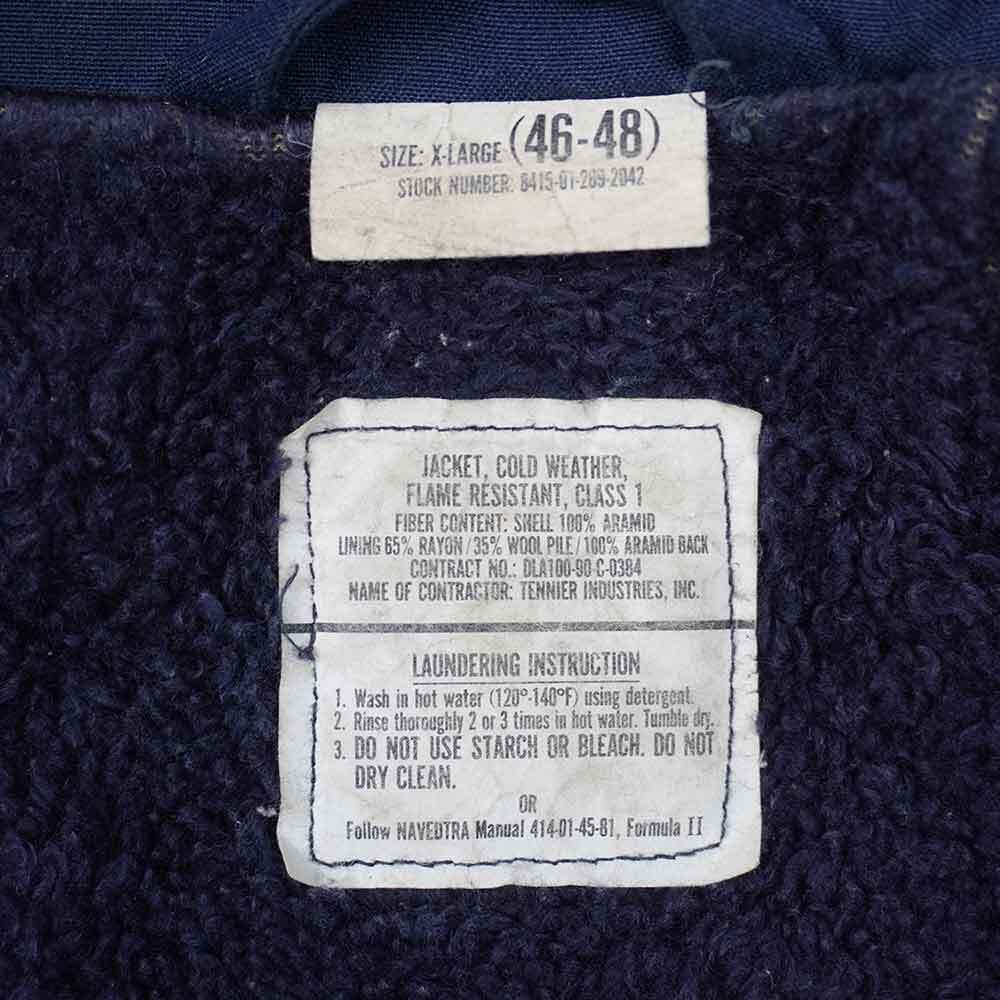 SIZE: X-LARGE (46-48)
STOCK NUMBER: 8415-01-269-2042
JACKET, COLD WEATHER,
FLAME RESISTANT, CLASS 1
FIBER CONTENT: SHELL 100% ARAMID
LINING 65% RAYON/35% WOOL PILE/100% ARAMID BACK
CONTRACT NO.: DLA100-90-C-0384
NAME OF CONTRACTOR: TENNIER INDUSTRIES, INC.
LAUNDERING INSTRUCTION
1. Wash in hot water (120°-140°F) using detergent.
2. Rinse thoroughly 2 or 3 times in hot water. Tumble dry.
3. DO NOT USE STARCH OR BLEACH. DO NOT
DRY CLEAN.
OR
Follow NAVEDTRA Manual 414-01-45-81, Formula II